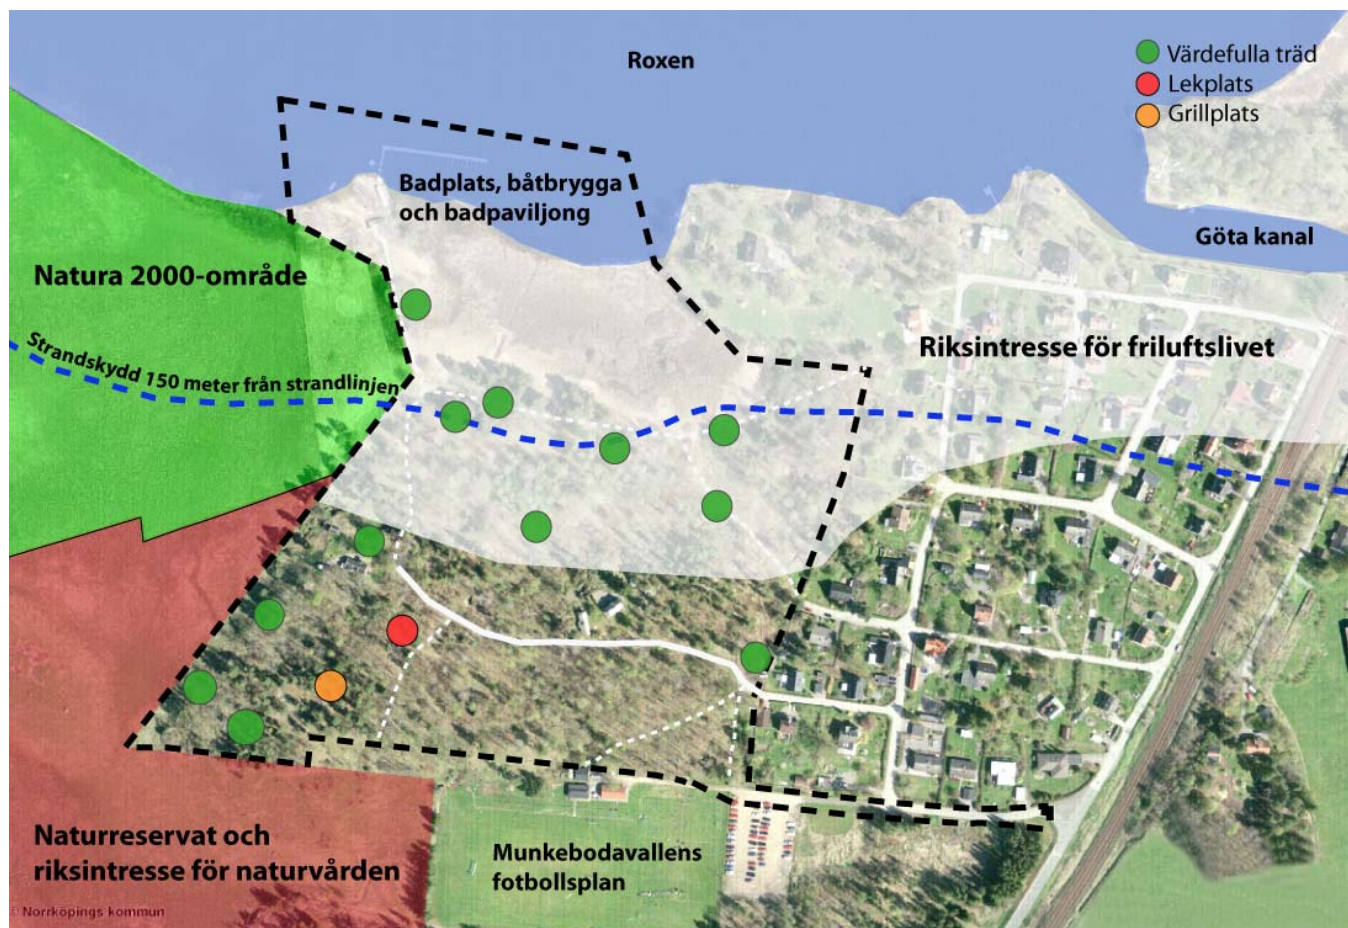 Roxen
Värdefulla träd
Lekplats
Grillplats
Badplats, båtbrygga
och badpaviljong
Göta kanal
Natura 2000-område
Strandskydd 150 meter från strandlinjen
Riksintresse för friluftslivet
Naturreservat och
riksintresse för naturvården
Munkebodavallens
fotbollsplan
© Norrköpings kommun